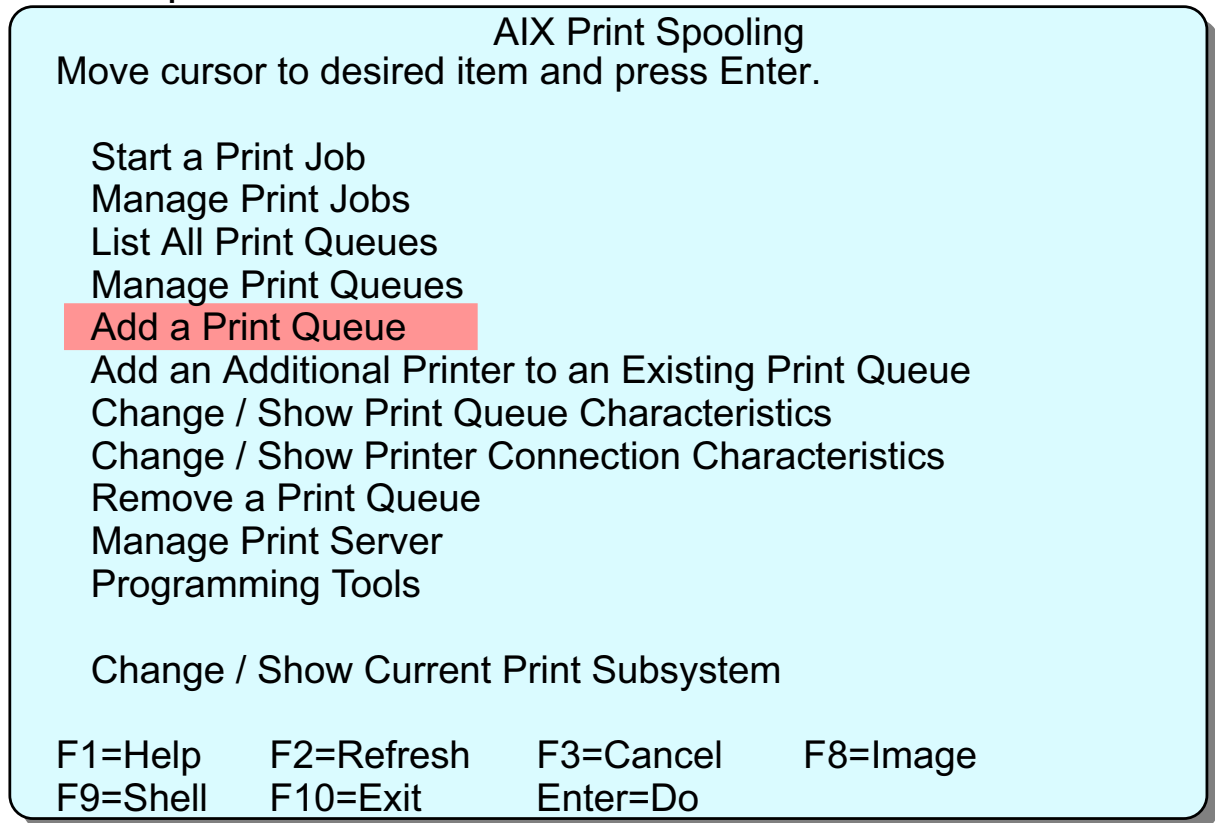 AIX Print Spooling
Move cursor to desired item and press Enter.
Start a Print Job
Manage Print Jobs
List All Print Queues
Manage Print Queues
Add a Print Queue
Add an Additional Printer to an Existing Print Queue
Change / Show Print Queue Characteristics
Change / Show Printer Connection Characteristics
Remove a Print Queue
Manage Print Server
Programming Tools
Change / Show Current Print Subsystem
F1=Help F2=Refresh F3=Cancel F8=Image
F9=Shell F10=Exit Enter=Do